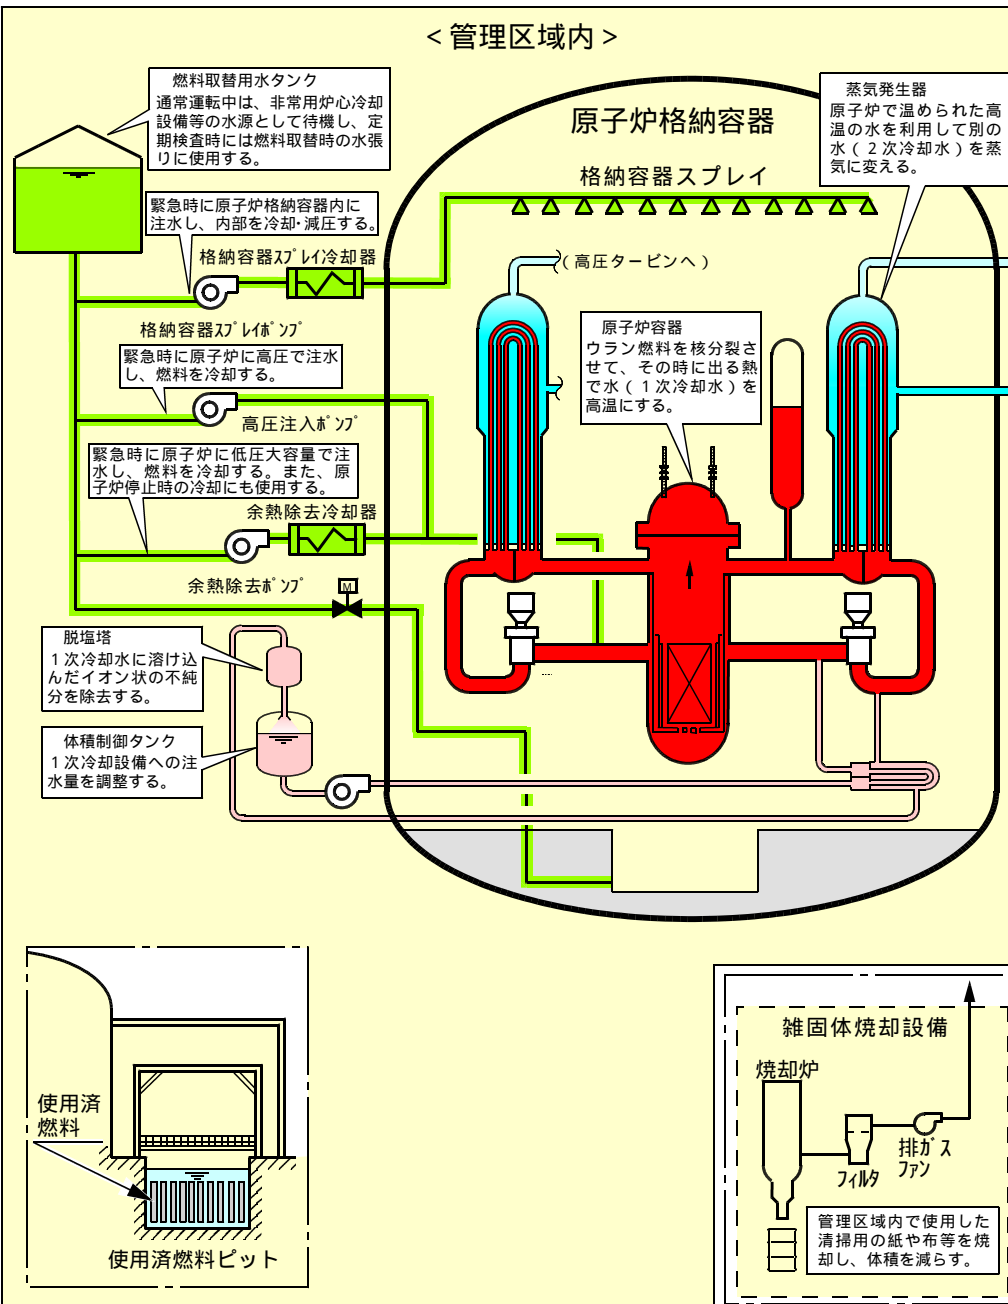 ＜管理区域内＞
燃料取替用水タンク
通常運転中は、非常用炉心冷却
設備等の水源として待機し、定
期検査時には燃料取替時の水張
りに使用する。
蒸気発生器
原子炉で温められた高
温の水を利用して別の
水（２次冷却水）を蒸
気に変える。
原子炉格納容器
格納容器スプレイ
緊急時に原子炉格納容器内に
注水し、内部を冷却･減圧する。
格納容器ｽﾌﾟﾚｲ冷却器
（高圧タービンへ）
格納容器ｽﾌﾟﾚｲﾎﾟﾝﾌﾟ
原子炉容器
ウラン燃料を核分裂さ
せて、その時に出る熱
で水（１次冷却水）を
高温にする。
緊急時に原子炉に高圧で注水
し、燃料を冷却する。
高圧注入ﾎﾟﾝﾌﾟ
緊急時に原子炉に低圧大容量で注
水し、燃料を冷却する。また、原
子炉停止時の冷却にも使用する。
余熱除去冷却器
余熱除去ﾎﾟﾝﾌﾟ
M
脱塩塔
１次冷却水に溶け込
んだイオン状の不純
分を除去する。
体積制御タンク
１次冷却設備への注
水量を調整する。
使用済
燃料
使用済燃料ピット
雑固体焼却設備
焼却炉
ﾌｨﾙﾀ
排ｶﾞｽ
ﾌｧﾝ
管理区域内で使用した
清掃用の紙や布等を焼
却し、体積を減らす。